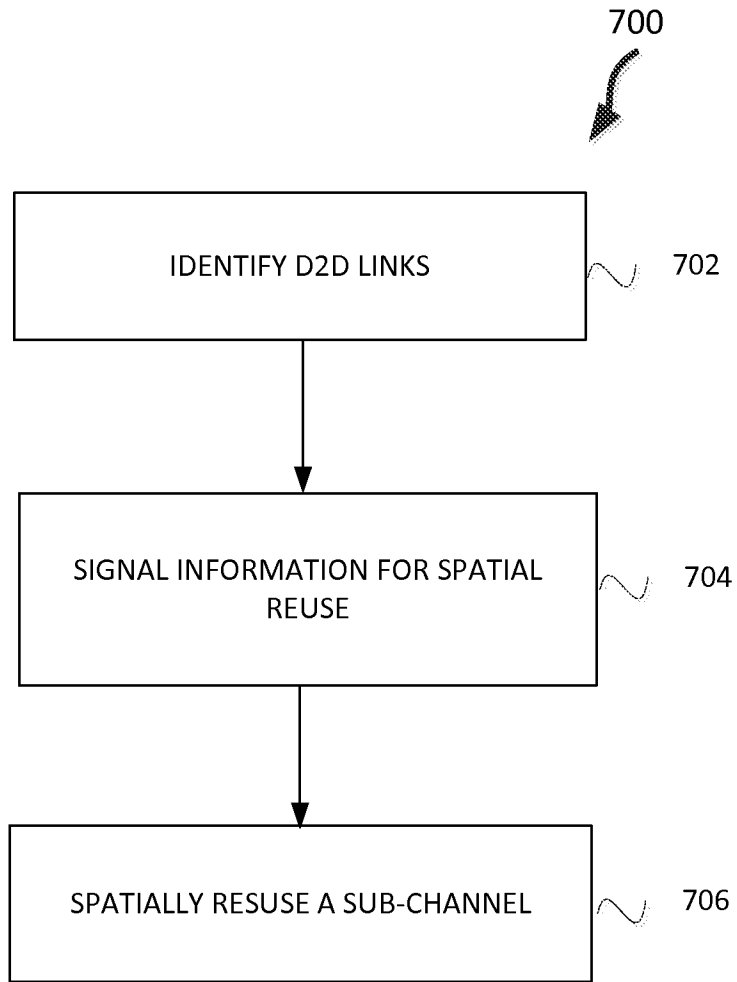 700
IDENTIFY D2D LINKS
702
SIGNAL INFORMATION FOR SPATIAL
REUSE
704
SPATIALLY RESUSE A SUB-CHANNEL
706